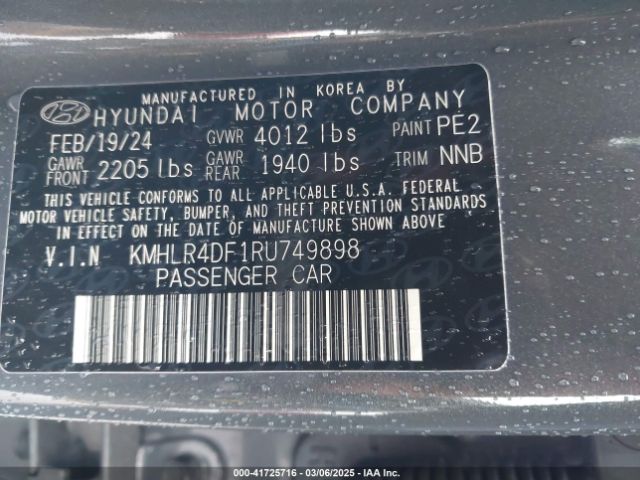 MANUFACTURED IN KOREA BY
HYUNDAI MOTOR COMPANY
FEB/19/24 GVWR 4012 lbs PAINT PE2
GAWR FRONT 2205 lbs GAWR REAR 1940 lbs TRIM NNB
THIS VEHICLE CONFORMS TO ALL APPLICABLE U.S.A. FEDERAL
MOTOR VEHICLE SAFETY, BUMPER, AND THEFT PREVENTION STANDARDS
IN EFFECT ON THE DATE OF MANUFACTURE SHOWN ABOVE
V.I.N KMHLR4DF1RU749898
PASSENGER CAR
000-41725716 — 03/06/2025 — IAA Inc.